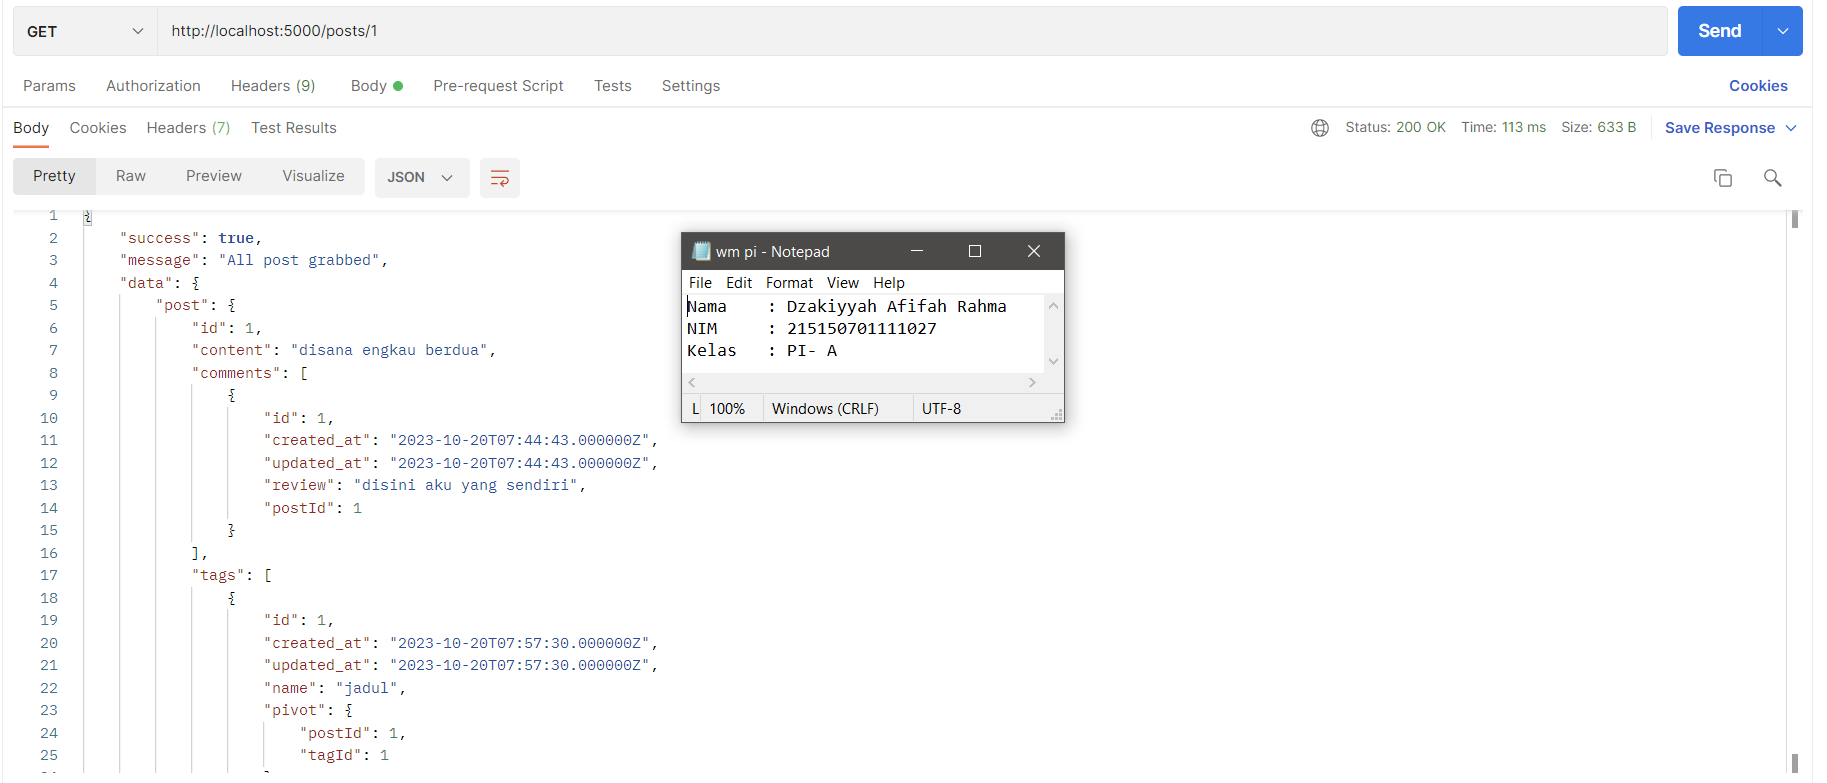 GET http://localhost:5000/posts/1 Send
Params Authorization Headers (9) Body Pre-request Script Tests Settings Cookies
Body Cookies Headers (7) Test Results Status: 200 OK Time: 113 ms Size: 633 B Save Response
Pretty Raw Preview Visualize JSON
1 {
2 "success": true,
3 "message": "All post grabbed",
4 "data": {
5 "post": {
6 "id": 1,
7 "content": "disana engkau berdua",
8 "comments": [
9 {
10 "id": 1,
11 "created_at": "2023-10-20T07:44:43.000000Z",
12 "updated_at": "2023-10-20T07:44:43.000000Z",
13 "review": "disini aku yang sendiri",
14 "postId": 1
15 }
16 ],
17 "tags": [
18 {
19 "id": 1,
20 "created_at": "2023-10-20T07:57:30.000000Z",
21 "updated_at": "2023-10-20T07:57:30.000000Z",
22 "name": "jadul",
23 "pivot": {
24 "postId": 1,
25 "tagId": 1
wm pi - Notepad
File Edit Format View Help
Nama : Dzakiyyah Afifah Rahma
NIM : 215150701111027
Kelas : PI- A
L 100% Windows (CRLF) UTF-8